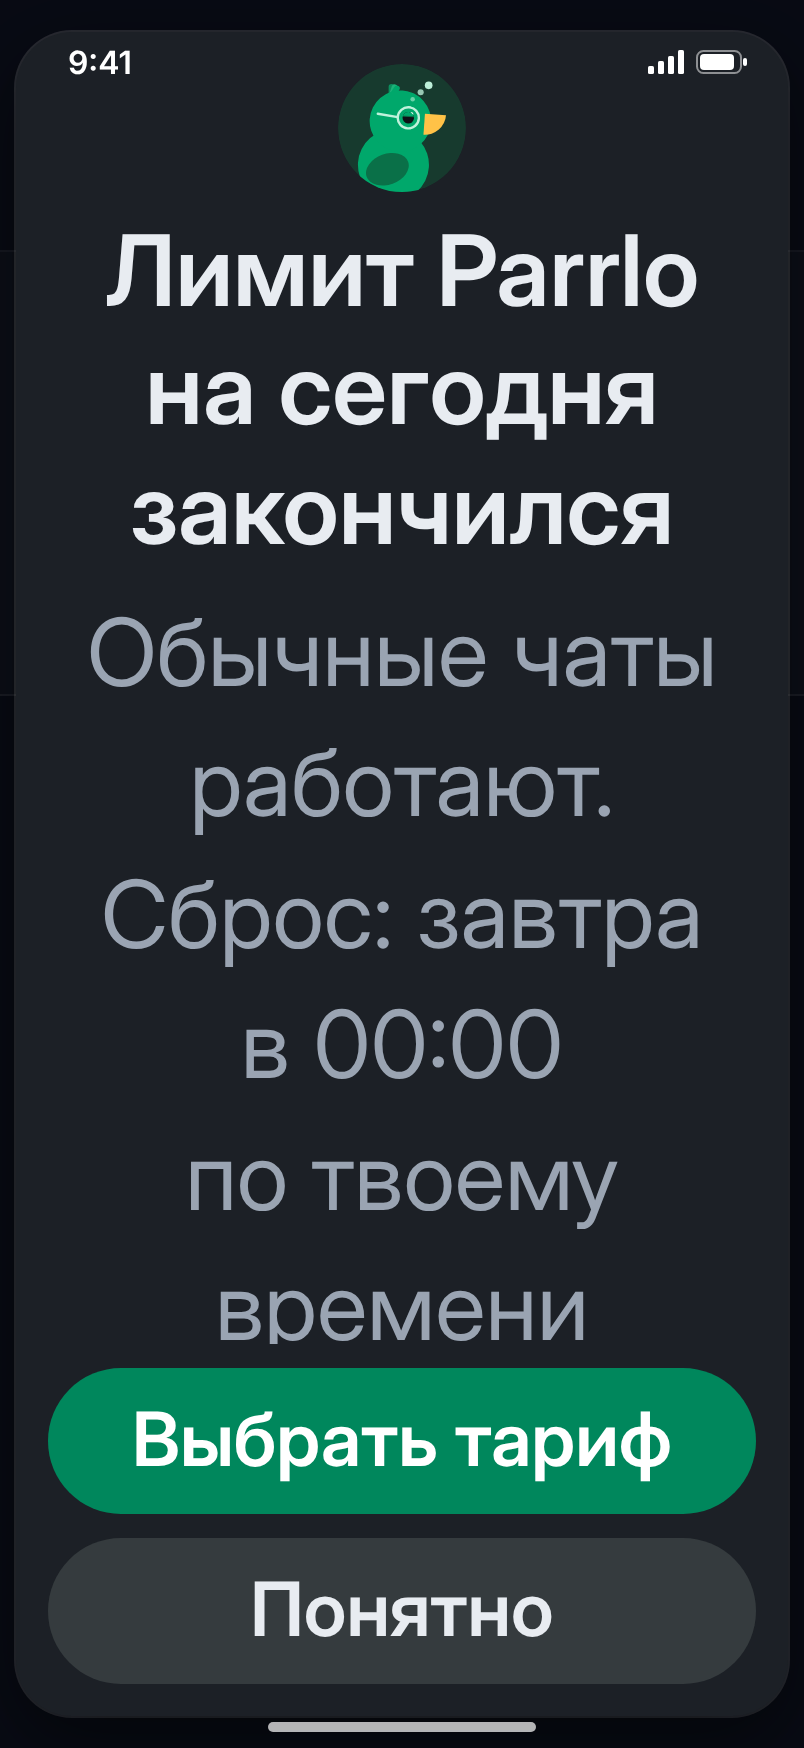 9:41
Лимит Parrlo
на сегодня
закончился
Обычные чаты
работают.
Сброс: завтра
в 00:00
по твоему
времени
Выбрать тариф
Понятно